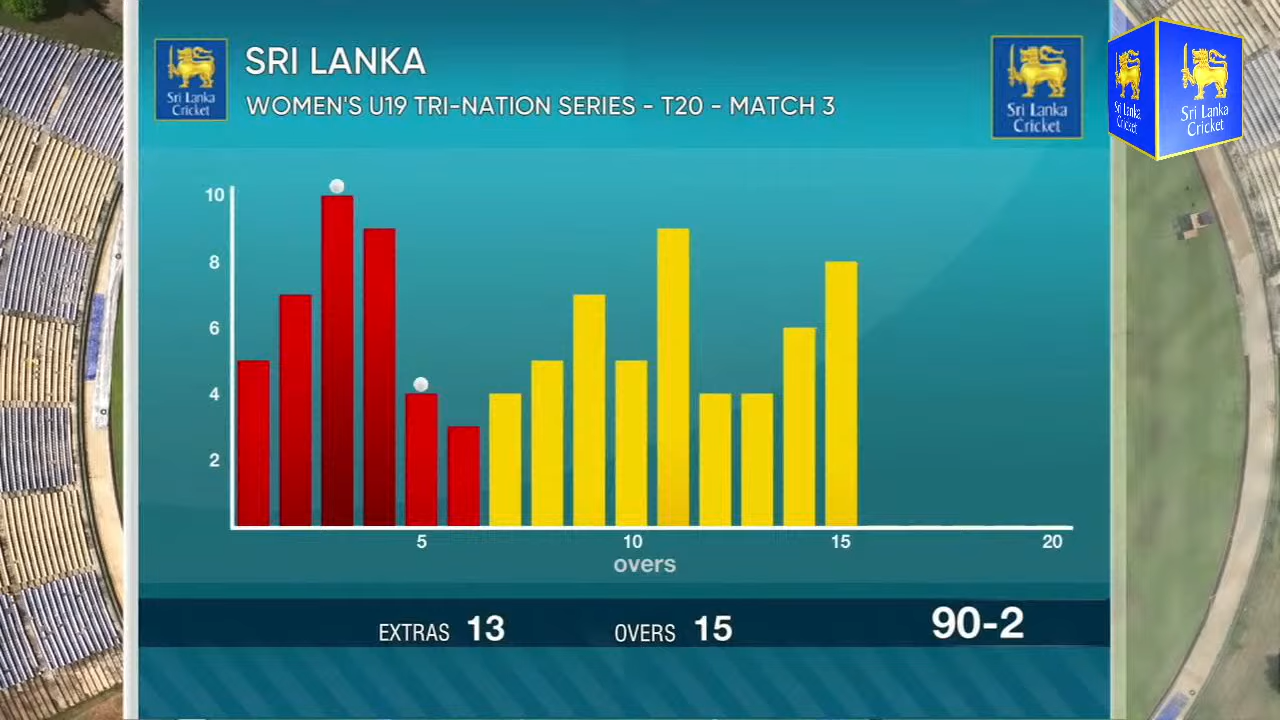 SRI LANKA
WOMEN'S U19 TRI-NATION SERIES - T20 - MATCH 3
Sri Lanka
Cricket
Sri Lanka
Cricket
Sri Lanka
Cricket
Sri Lanka
Cricket
10
8
6
4
2
5
10
15
20
overs
EXTRAS 13
OVERS 15
90-2